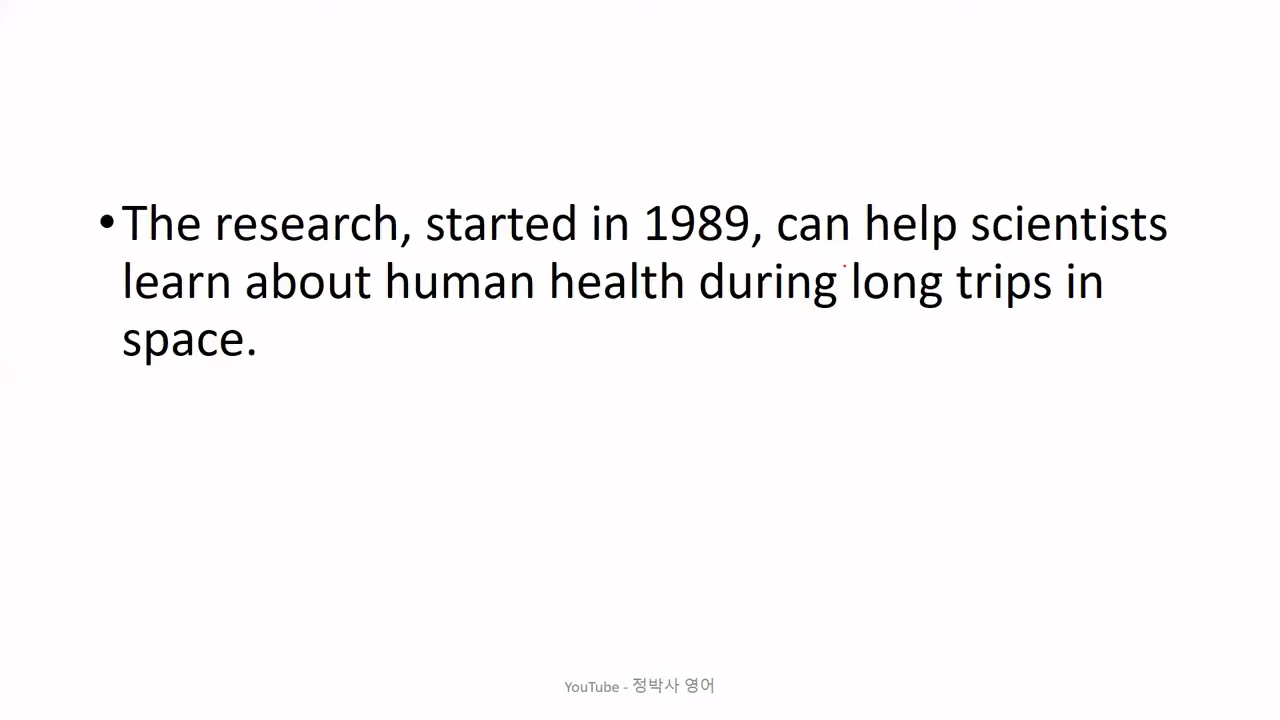 •The research, started in 1989, can help scientists
learn about human health during long trips in
space.
YouTube - 정박사 영어